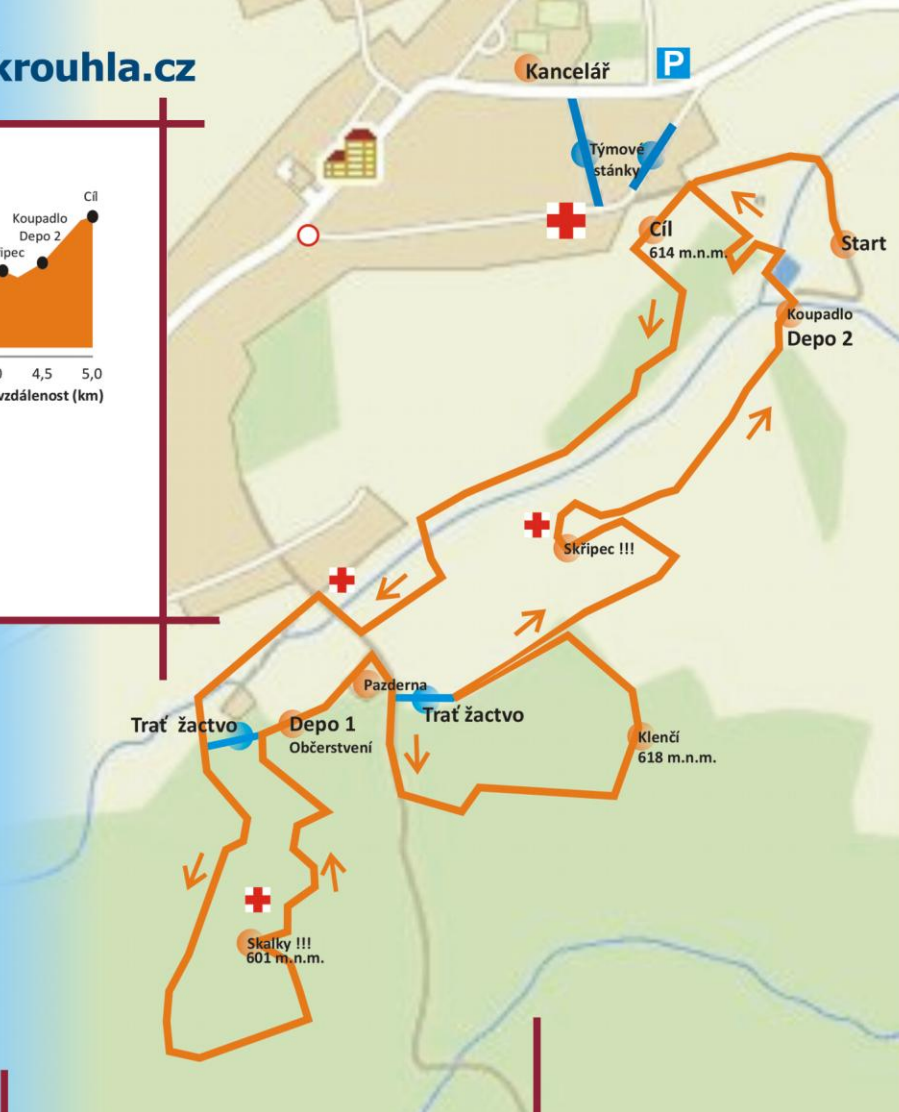 krouhla.cz
Kancelář
P
Týmové
stánky
Cíl
614 m.n.m.
Start
Koupadlo
Depo 2
Cíl
Koupadlo
Depo 2
4,5
5,0
vzdálenost (km)
Skřipec !!!
Pazderna
Trať žactvo
Trať žactvo
Depo 1
Občerstvení
Klenčí
618 m.n.m.
Skalky !!!
601 m.n.m.